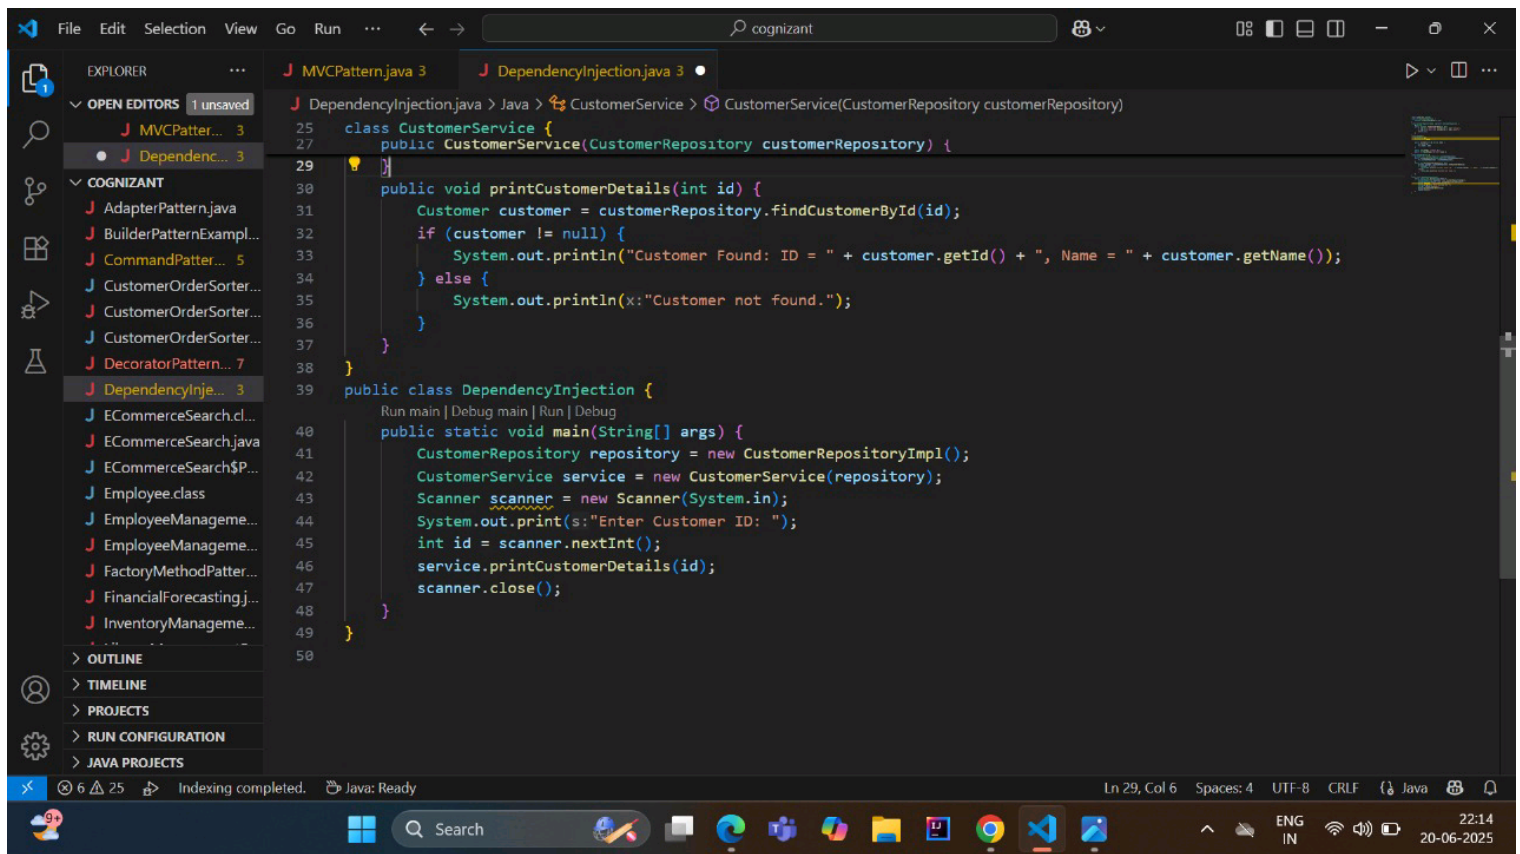 File Edit Selection View Go Run ... cognizant
EXPLORER ...
MVCPattern.java 3 DependencyInjection.java 3
OPEN EDITORS 1 unsaved
J MVCPatter... 3
J Dependenc... 3
COGNIZANT
J AdapterPattern.java
J BuilderPatternExampl...
J CommandPatter... 5
J CustomerOrderSorter...
J CustomerOrderSorter...
J CustomerOrderSorter...
J DecoratorPattern... 7
J DependencyInje... 3
J ECommerceSearch.cl...
J ECommerceSearch.java
J ECommerceSearch$P...
J Employee.class
J EmployeeManageme...
J EmployeeManageme...
J FactoryMethodPatter...
J FinancialForecasting.j...
J InventoryManageme...
OUTLINE
TIMELINE
PROJECTS
RUN CONFIGURATION
JAVA PROJECTS
J DependencyInjection.java > Java > CustomerService > CustomerService(CustomerRepository customerRepository)
25 class CustomerService {
27 public CustomerService(CustomerRepository customerRepository) {
29 }
30 public void printCustomerDetails(int id) {
31 Customer customer = customerRepository.findCustomerById(id);
32 if (customer != null) {
33 System.out.println("Customer Found: ID = " + customer.getId() + ", Name = " + customer.getName());
34 } else {
35 System.out.println(x:"Customer not found.");
36 }
37 }
38 }
39 public class DependencyInjection {
Run main | Debug main | Run | Debug
40 public static void main(String[] args) {
41 CustomerRepository repository = new CustomerRepositoryImpl();
42 CustomerService service = new CustomerService(repository);
43 Scanner scanner = new Scanner(System.in);
44 System.out.print(s:"Enter Customer ID: ");
45 int id = scanner.nextInt();
46 service.printCustomerDetails(id);
47 scanner.close();
48 }
49 }
50
6 25 Indexing completed. Java: Ready Ln 29, Col 6 Spaces: 4 UTF-8 CRLF Java
9+ Search ENG 22:14
IN 20-06-2025